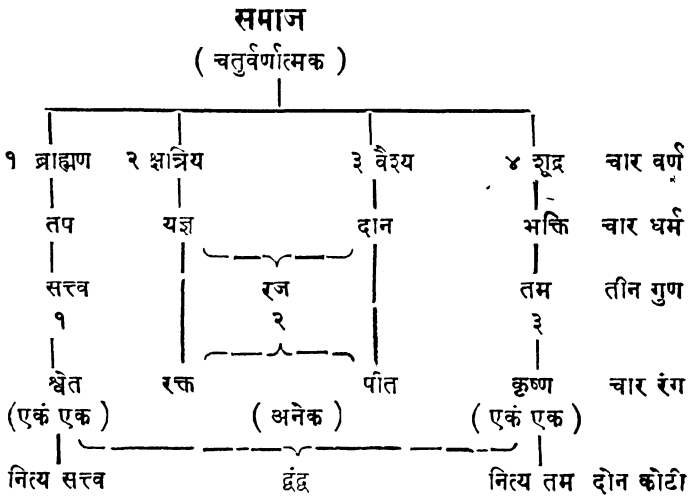 समाज
( चतुर्वर्णात्मक )
१ ब्राह्मण २ क्षत्रिय ३ वैश्य ४ शूद्र चार वर्ण
तप यज्ञ दान भक्ति चार धर्म
सत्त्व रज तम तीन गुण
१ २ ३
श्वेत रक्त पीत कृष्ण चार रंग
(एकं एक) (अनेक) (एकं एक)
नित्य सत्त्व द्वंद्व नित्य तम दोन कोटी